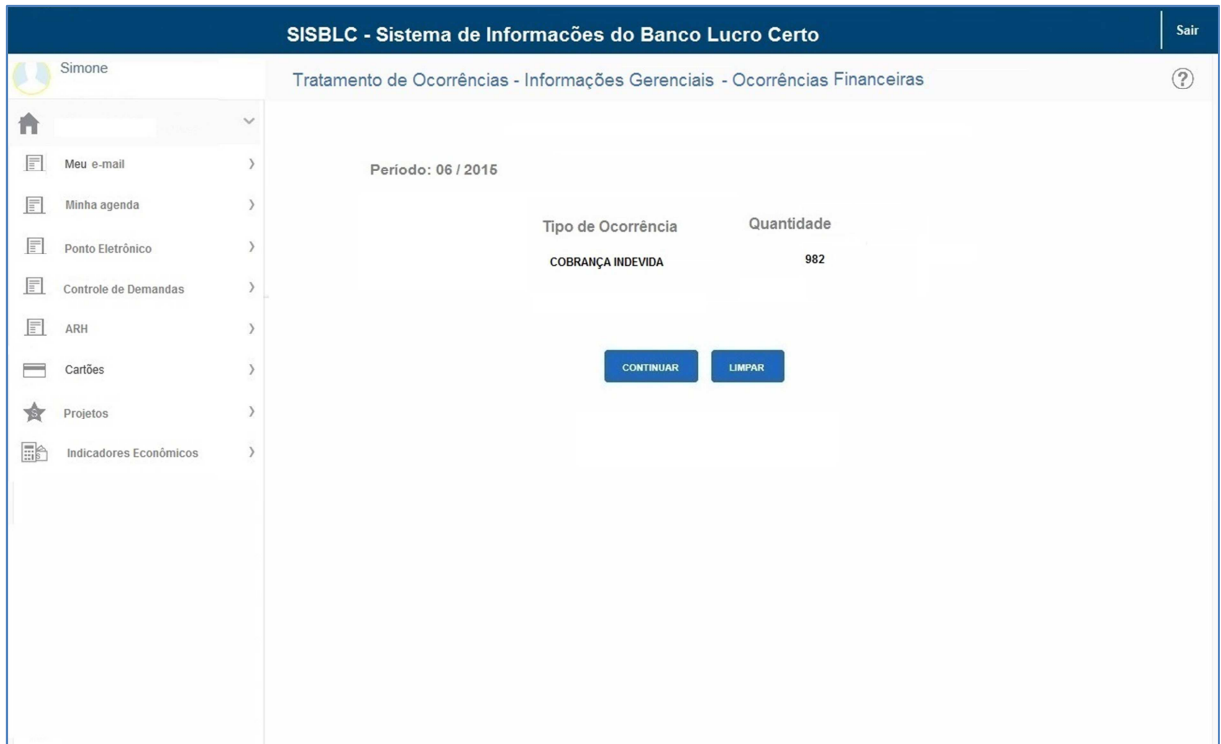 SISBLC - Sistema de Informacões do Banco Lucro Certo
Sair
Simone
Tratamento de Ocorrências - Informações Gerenciais - Ocorrências Financeiras
?
Meu e-mail
Minha agenda
Ponto Eletrônico
Controle de Demandas
ARH
Cartões
Projetos
Indicadores Econômicos
Período: 06 / 2015
Tipo de Ocorrência Quantidade
COBRANÇA INDEVIDA 982
CONTINUAR LIMPAR